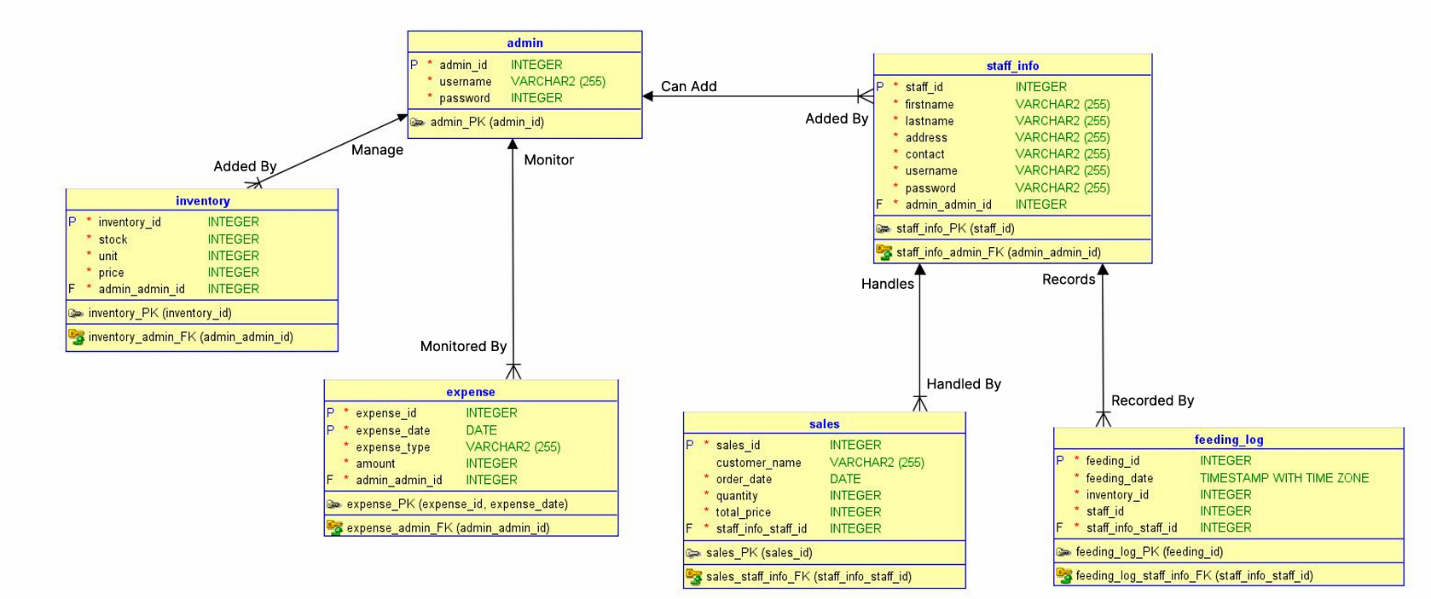 admin
P * admin_id INTEGER
* username VARCHAR2 (255)
* password INTEGER
admin_PK (admin_id)
Can Add
Added By
Manage
Added By
Monitor
Monitored By
staff_info
P * staff_id INTEGER
* firstname VARCHAR2 (255)
* lastname VARCHAR2 (255)
* address VARCHAR2 (255)
* contact VARCHAR2 (255)
* username VARCHAR2 (255)
* password VARCHAR2 (255)
F * admin_admin_id INTEGER
staff_info_PK (staff_id)
staff_info_admin_FK (admin_admin_id)
inventory
P * inventory_id INTEGER
* stock INTEGER
* unit INTEGER
* price INTEGER
F * admin_admin_id INTEGER
inventory_PK (inventory_id)
inventory_admin_FK (admin_admin_id)
Handles
Handled By
Records
Recorded By
expense
P * expense_id INTEGER
P * expense_date DATE
* expense_type VARCHAR2 (255)
* amount INTEGER
F * admin_admin_id INTEGER
expense_PK (expense_id, expense_date)
expense_admin_FK (admin_admin_id)
sales
P * sales_id INTEGER
customer_name VARCHAR2 (255)
* order_date DATE
* quantity INTEGER
* total_price INTEGER
F * staff_info_staff_id INTEGER
sales_PK (sales_id)
sales_staff_info_FK (staff_info_staff_id)
feeding_log
P * feeding_id INTEGER
* feeding_date TIMESTAMP WITH TIME ZONE
* inventory_id INTEGER
* staff_id INTEGER
F * staff_info_staff_id INTEGER
feeding_log_PK (feeding_id)
feeding_log_staff_info_FK (staff_info_staff_id)